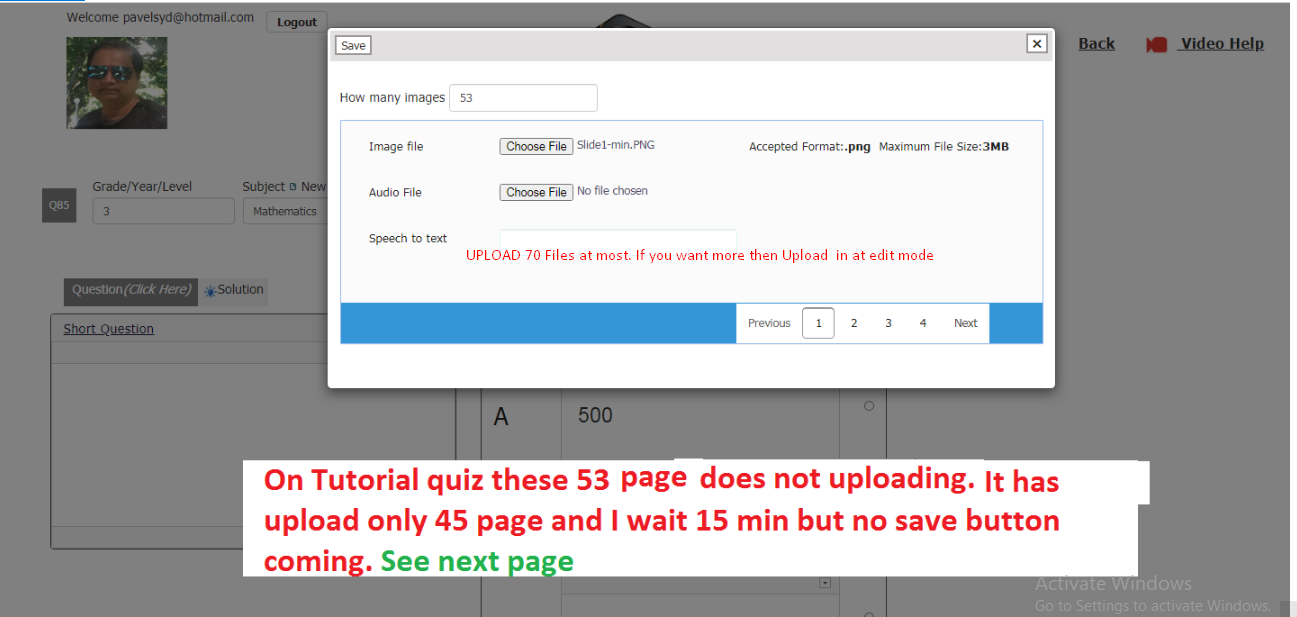 Welcome pavelsyd@hotmail.com Logout
Save ×
Back Video Help
How many images 53
Image file Choose File Slide1-min.PNG Accepted Format:.png Maximum File Size:3MB
Audio File Choose File No file chosen
Speech to text
UPLOAD 70 Files at most. If you want more then Upload in at edit mode
Previous 1 2 3 4 Next
Q85
Grade/Year/Level Subject New
3 Mathematics
Question(Click Here) Solution
Short Question
A 500
On Tutorial quiz these 53 page does not uploading. It has
upload only 45 page and I wait 15 min but no save button
coming. See next page
Activate Windows
Go to Settings to activate Windows.